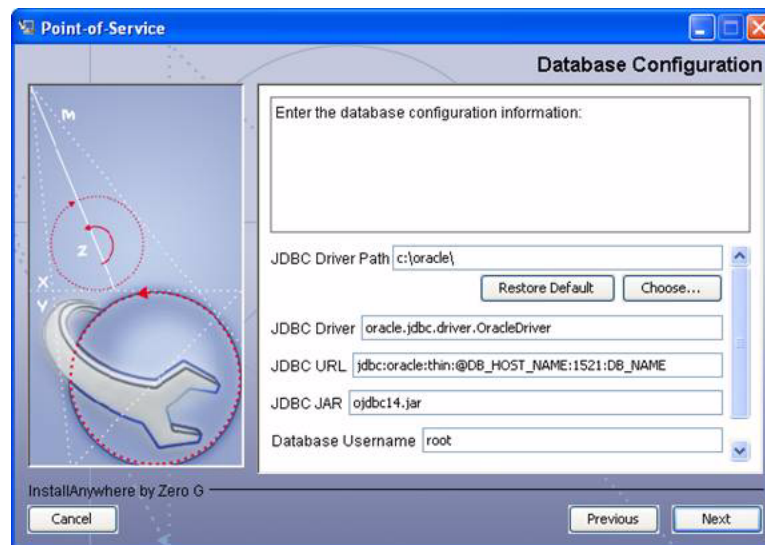 Point-of-Service
Database Configuration
M
Z
X
Y
Enter the database configuration information:
JDBC Driver Path c:\oracle\
Restore Default Choose...
JDBC Driver oracle.jdbc.driver.OracleDriver
JDBC URL jdbc:oracle:thin:@DB_HOST_NAME:1521:DB_NAME
JDBC JAR ojdbc14.jar
Database Username root
InstallAnywhere by Zero G
Cancel Previous Next